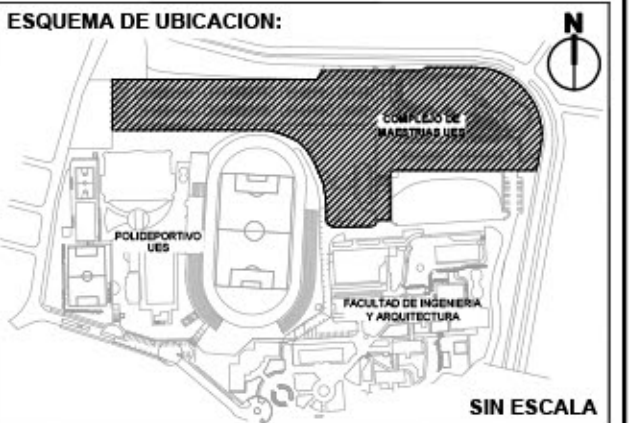 ESQUEMA DE UBICACION:
N
COMPLEJO DE
MAESTRIAS UES
POLIDEPORTIVO
UES
FACULTAD DE INGENIERIA
Y ARQUITECTURA
SIN ESCALA